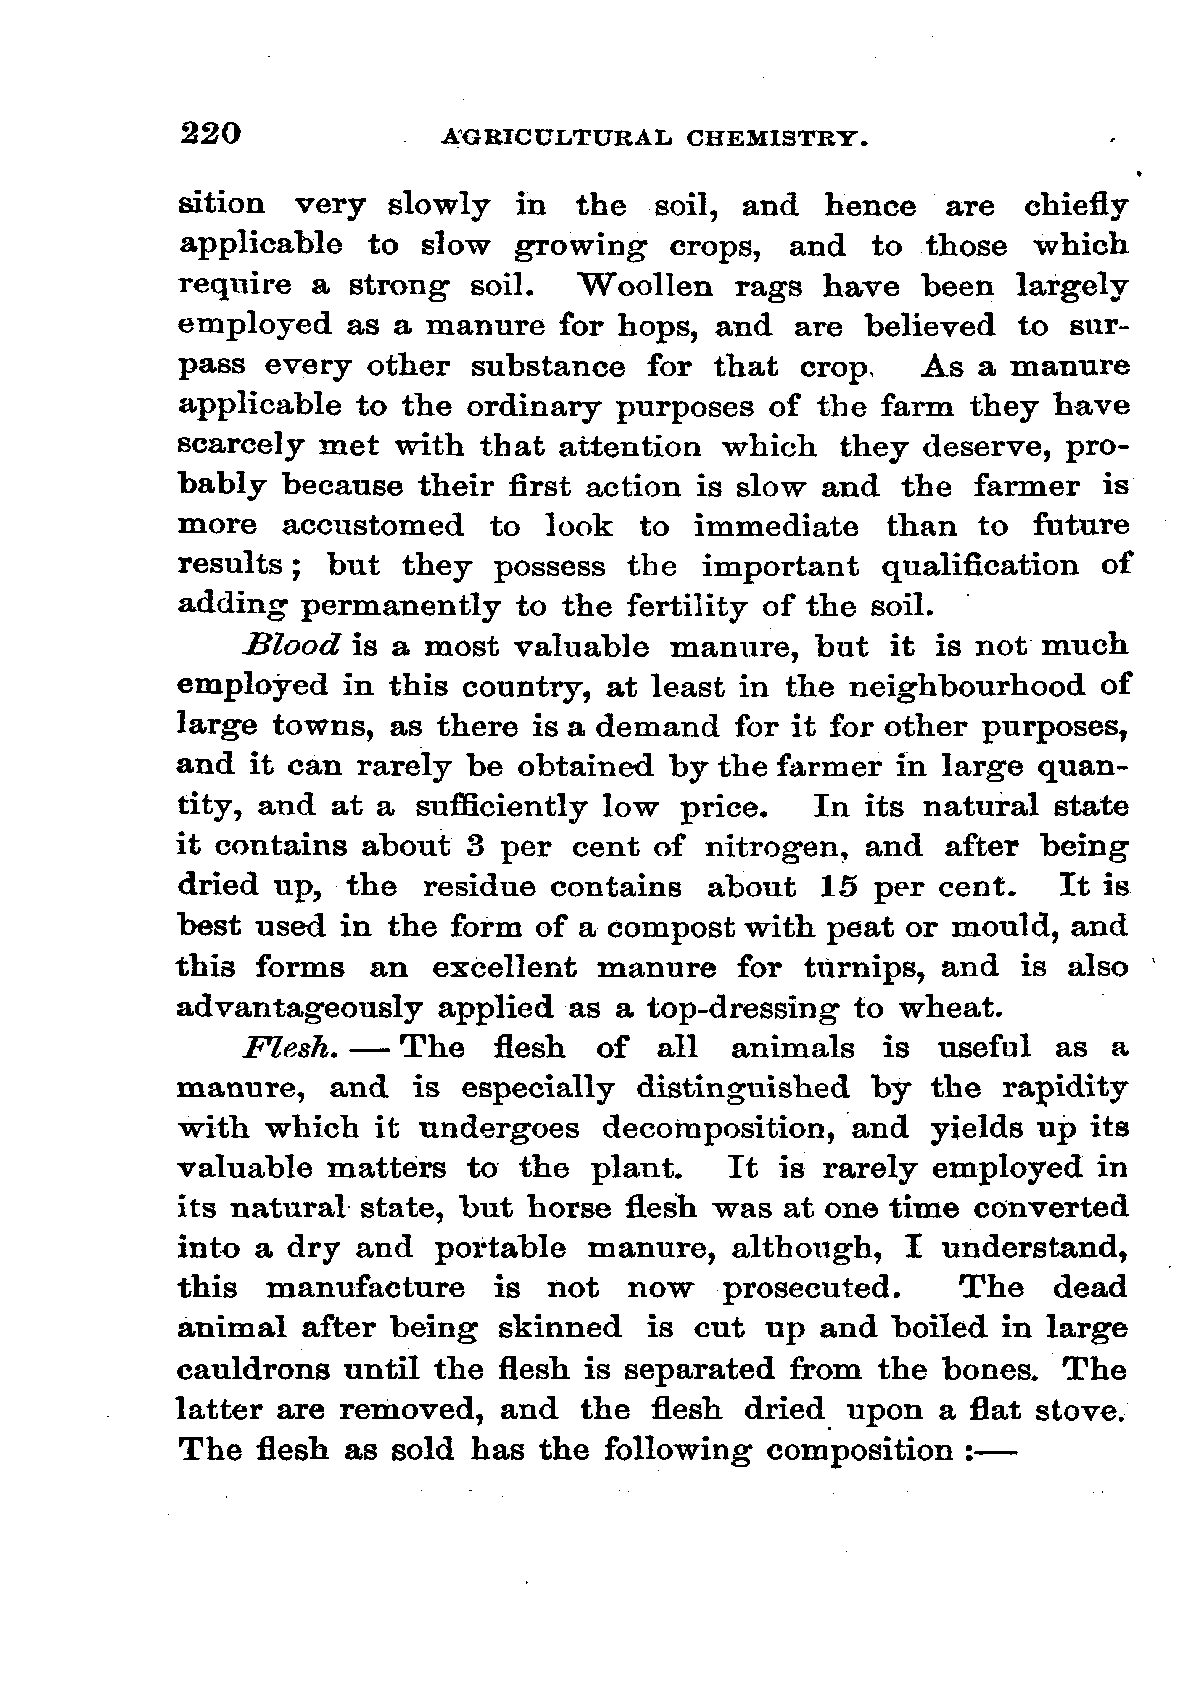 220 AGRICULTURAL CHEMISTRY.
sition very slowly in the soil, and hence are chiefly
applicable to slow growing crops, and to those which
require a strong soil. Woollen rags have been largely
employed as a manure for hops, and are believed to sur-
pass every other substance for that crop. As a manure
applicable to the ordinary purposes of the farm they have
scarcely met with that attention which they deserve, pro-
bably because their first action is slow and the farmer is
more accustomed to look to immediate than to future
results ; but they possess the important qualification of
adding permanently to the fertility of the soil.
Blood is a most valuable manure, but it is not much
employed in this country, at least in the neighbourhood of
large towns, as there is a demand for it for other purposes,
and it can rarely be obtained by the farmer in large quan-
tity, and at a sufficiently low price. In its natural state
it contains about 3 per cent of nitrogen, and after being
dried up, the residue contains about 15 per cent. It is
best used in the form of a compost with peat or mould, and
this forms an excellent manure for turnips, and is also
advantageously applied as a top-dressing to wheat.
Flesh. — The flesh of all animals is useful as a
manure, and is especially distinguished by the rapidity
with which it undergoes decomposition, and yields up its
valuable matters to the plant. It is rarely employed in
its natural state, but horse flesh was at one time converted
into a dry and portable manure, although, I understand,
this manufacture is not now prosecuted. The dead
animal after being skinned is cut up and boiled in large
cauldrons until the flesh is separated from the bones. The
latter are removed, and the flesh dried upon a flat stove.
The flesh as sold has the following composition :—